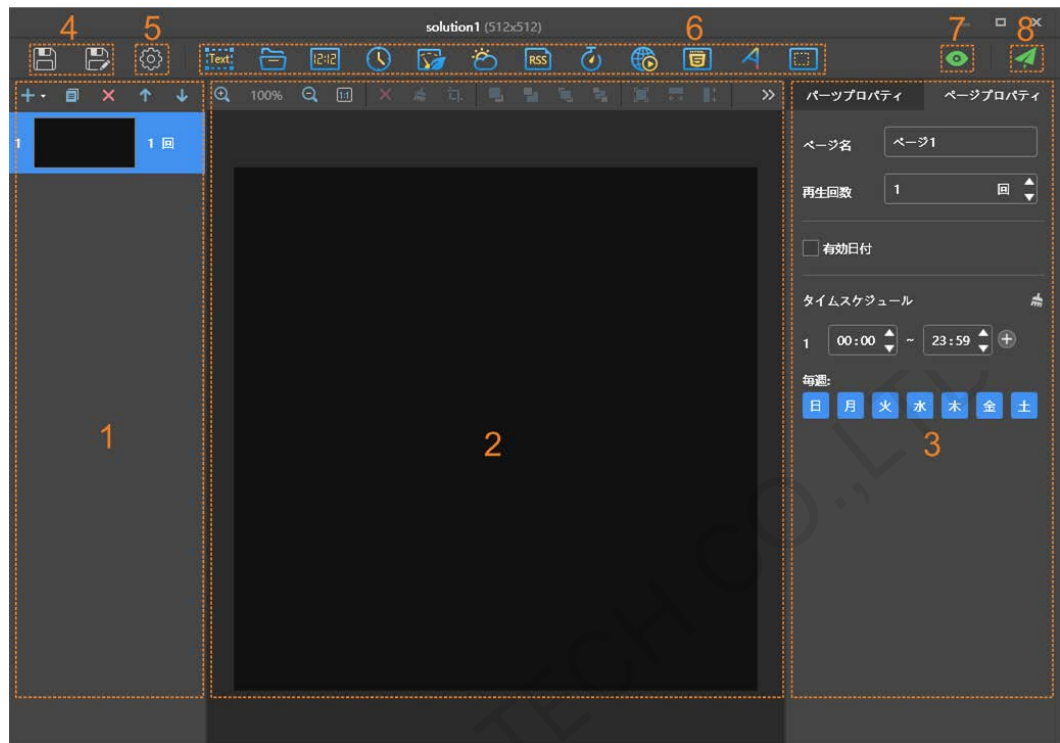 solution1 (512x512)
4 5 6 7 8
Text 12:12 RSS
100% 1:1 »
パーツプロパティ ページプロパティ
1 1 回
ページ名 ページ1
再生回数 1 回
有効日付
タイムスケジュール
1 00:00 ~ 23:59
毎週:
日 月 火 水 木 金 土
1 2 3
TECH CO.,LTD